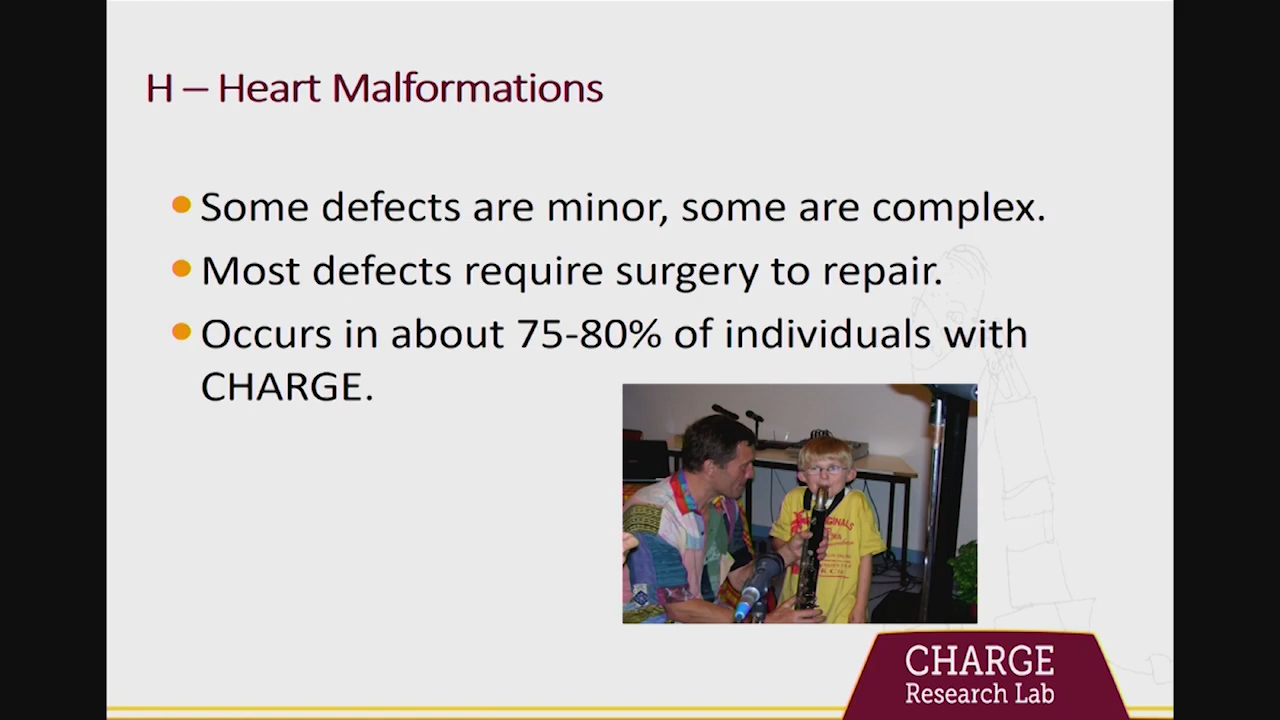 H – Heart Malformations
Some defects are minor, some are complex.
Most defects require surgery to repair.
Occurs in about 75-80% of individuals with
CHARGE.
CHARGE
Research Lab